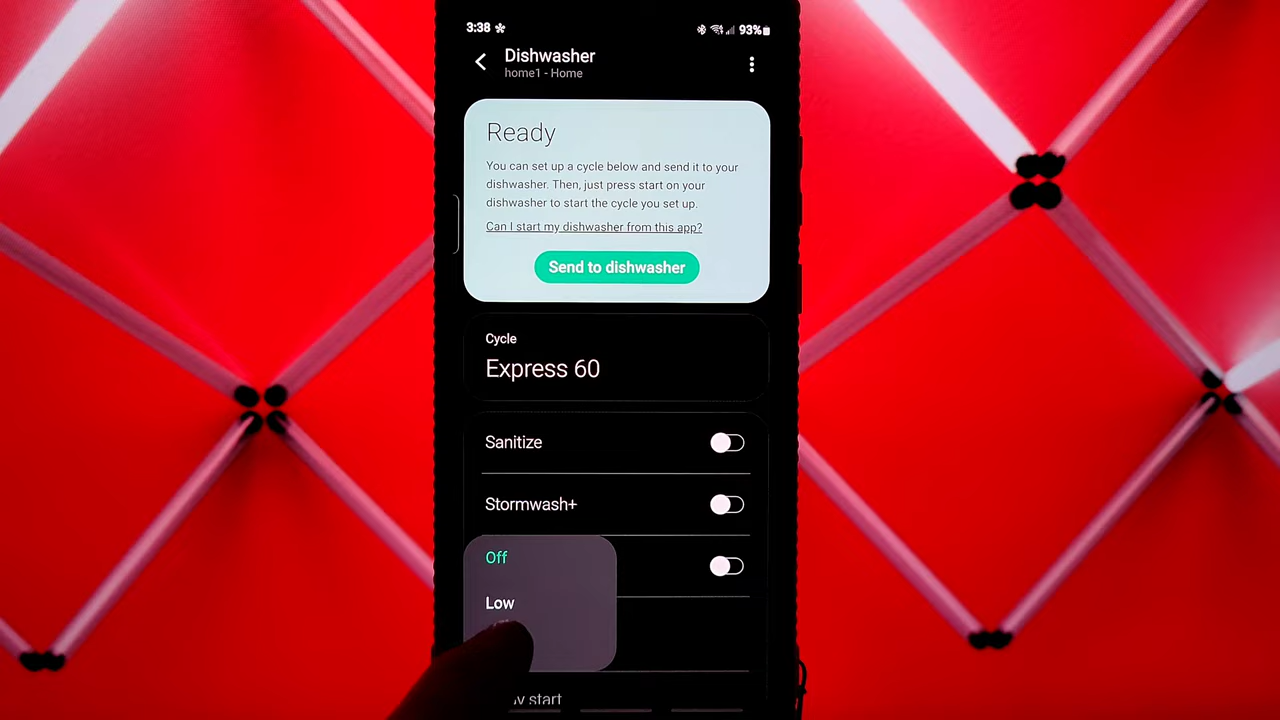 3:38
93%
Dishwasher
home1 - Home
Ready
You can set up a cycle below and send it to your
dishwasher. Then, just press start on your
dishwasher to start the cycle you set up.
Can I start my dishwasher from this app?
Send to dishwasher
Cycle
Express 60
Sanitize
Stormwash+
Off
Low
start